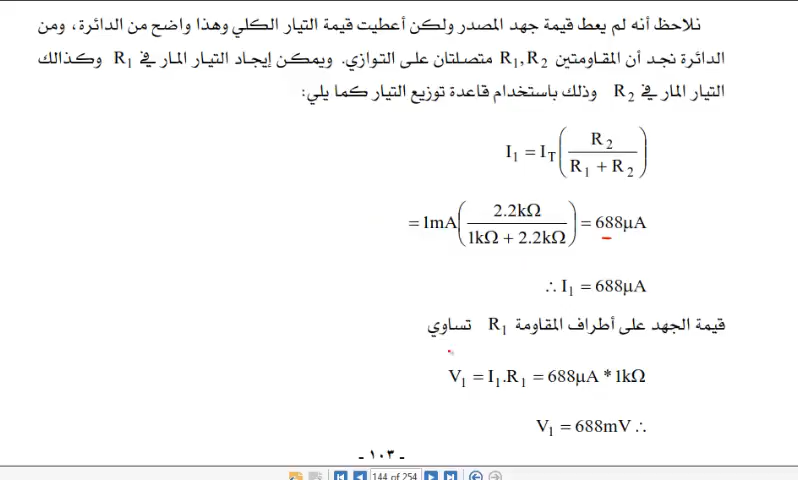 نلاحظ أنه لم يعط قيمة جهد المصدر ولكن أعطيت قيمة التيار الكلي وهذا واضح من الدائرة، ومن
الدائرة نجد أن المقاومتين R₁,R₂ متصلتان على التوازي. ويمكن إيجاد التيار المار في R₁ وكذالك
التيار المار في R₂ وذلك باستخدام قاعدة توزيع التيار كما يلي:
I₁ = I_T (R₂ / (R₁ + R₂))
= 1mA (2.2kΩ / (1kΩ + 2.2kΩ)) = 688µA
∴ I₁ = 688µA
قيمة الجهد على أطراف المقاومة R₁ تساوي
V₁ = I₁.R₁ = 688µA * 1kΩ
V₁ = 688mV ∴
- ١٠٣ -
144 of 254